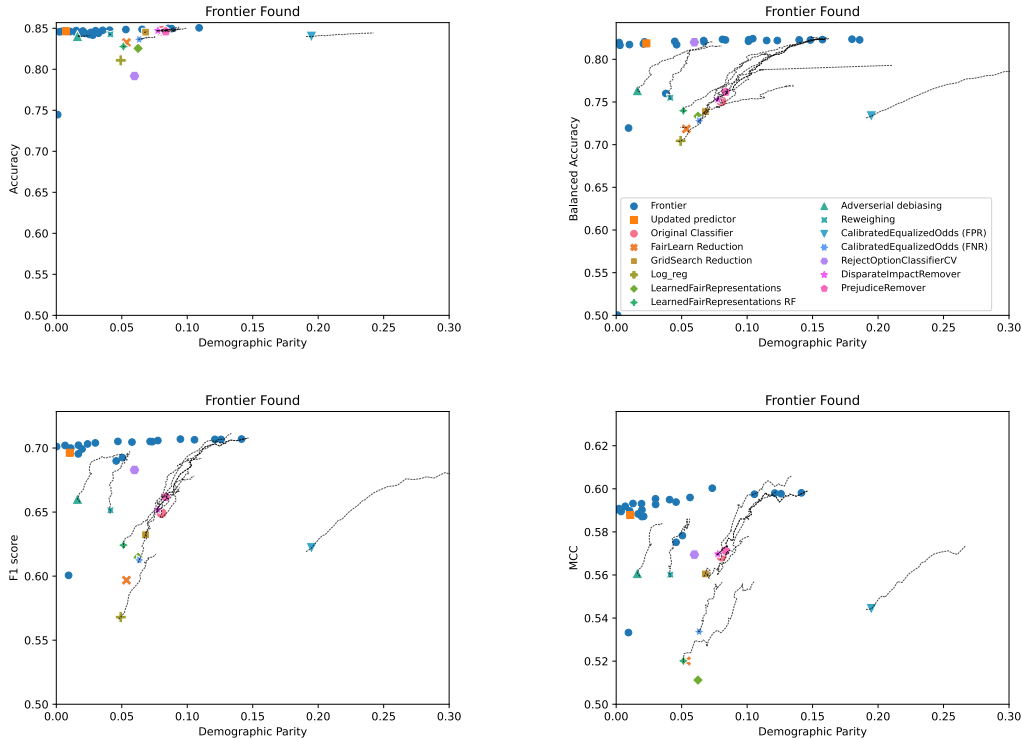 Frontier Found
Accuracy
0.85
0.80
0.75
0.70
0.65
0.60
0.55
0.50
0.00 0.05 0.10 0.15 0.20 0.25 0.30
Demographic Parity
Frontier Found
Balanced Accuracy
0.80
0.75
0.70
0.65
0.60
0.55
0.50
Frontier
Updated predictor
Original Classifier
FairLearn Reduction
GridSearch Reduction
Log_reg
LearnedFairRepresentations
LearnedFairRepresentations RF
Adverserial debiasing
Reweighing
CalibratedEqualizedOdds (FPR)
CalibratedEqualizedOdds (FNR)
RejectOptionClassifierCV
DisparateImpactRemover
PrejudiceRemover
0.00 0.05 0.10 0.15 0.20 0.25 0.30
Demographic Parity
Frontier Found
F1 score
0.70
0.65
0.60
0.55
0.50
0.00 0.05 0.10 0.15 0.20 0.25 0.30
Demographic Parity
Frontier Found
MCC
0.62
0.60
0.58
0.56
0.54
0.52
0.50
0.00 0.05 0.10 0.15 0.20 0.25 0.30
Demographic Parity